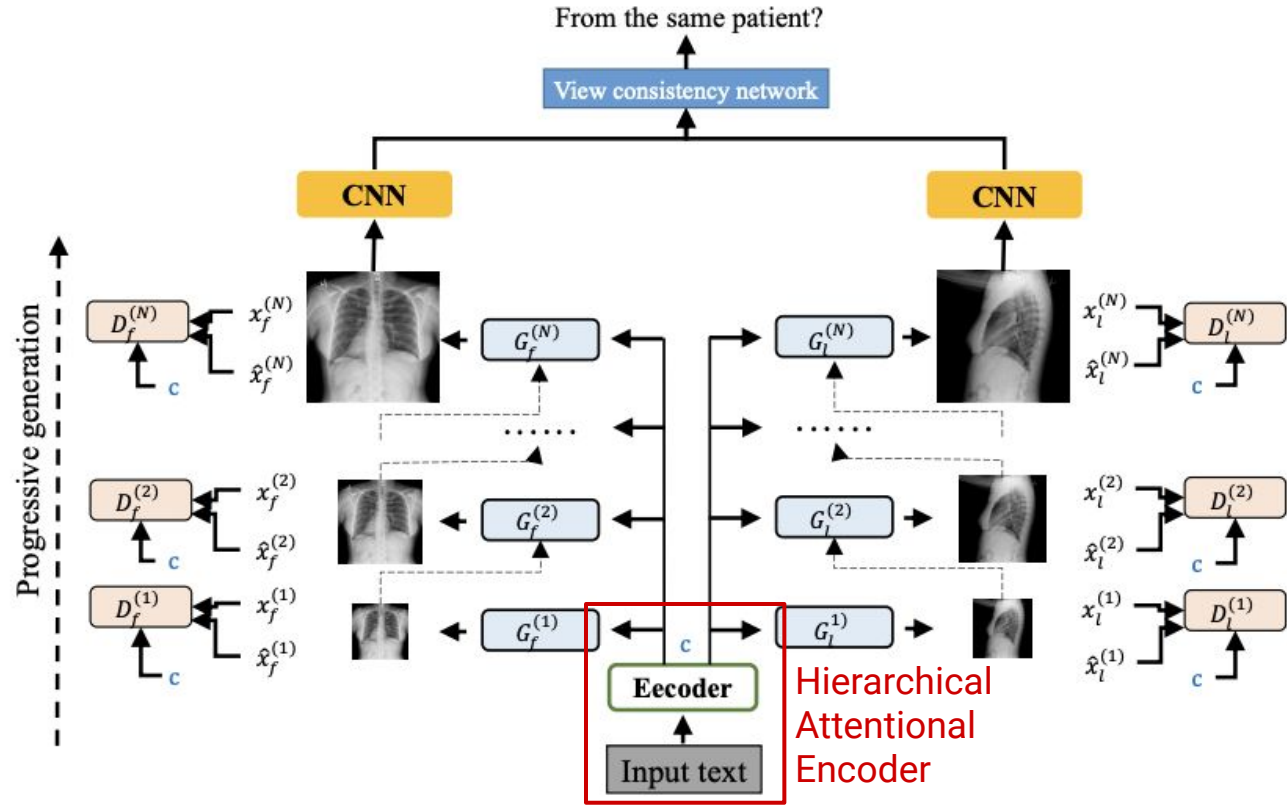 From the same patient?
View consistency network
CNN
CNN
Progressive generation
D_f^(N)
x_f^(N)
x̂_f^(N)
c
G_f^(N)
G_l^(N)
x_l^(N)
x̂_l^(N)
D_l^(N)
c
......
......
D_f^(2)
x_f^(2)
x̂_f^(2)
c
G_f^(2)
G_l^(2)
x_l^(2)
x̂_l^(2)
D_l^(2)
c
D_f^(1)
x_f^(1)
x̂_f^(1)
c
G_f^(1)
G_l^1)
x_l^(1)
x̂_l^(1)
D_l^(1)
c
c
Eecoder
Input text
Hierarchical
Attentional
Encoder